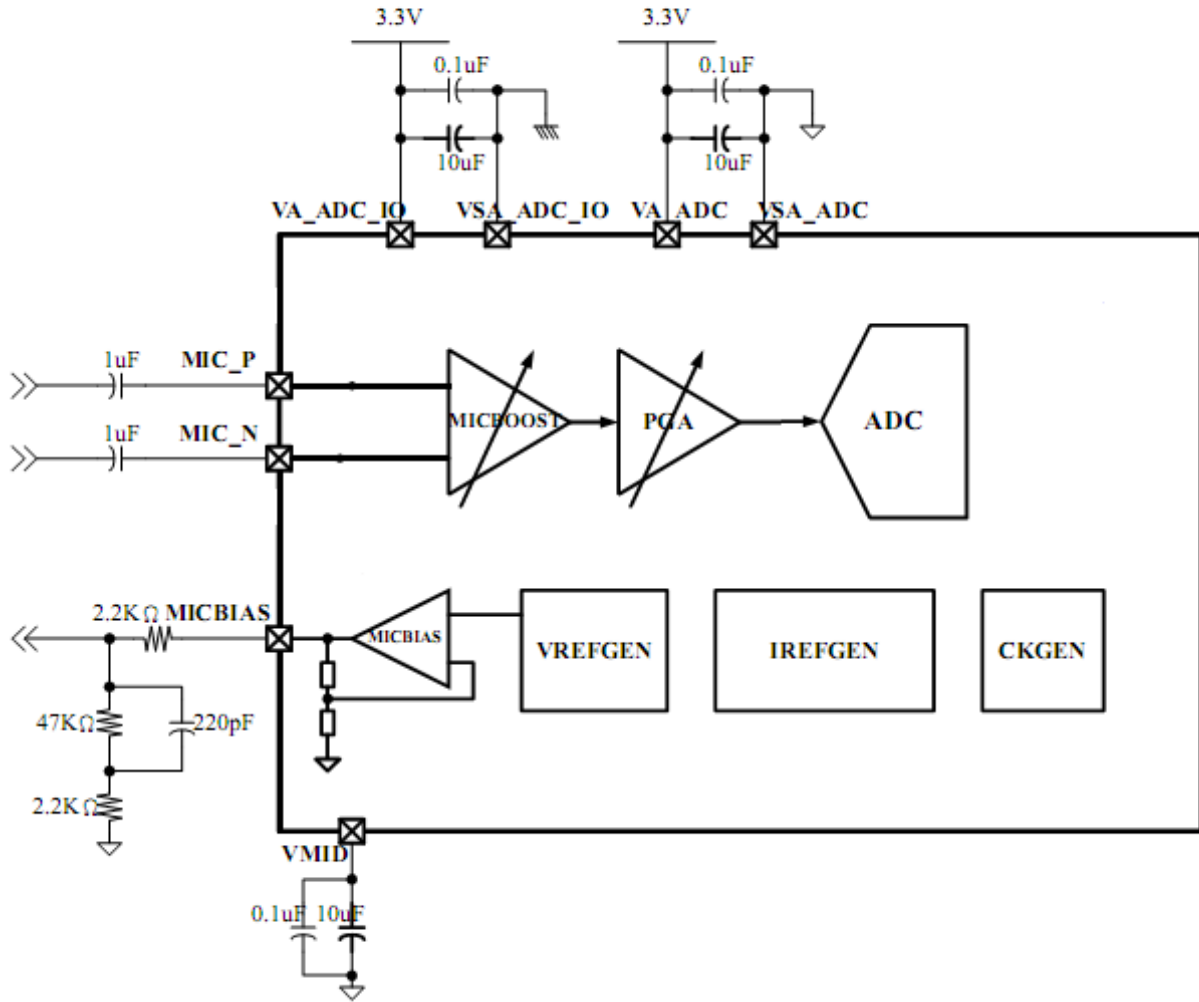 3.3V 3.3V
0.1uF 0.1uF
10uF 10uF
VA_ADC_IO VSA_ADC_IO VA_ADC VSA_ADC
1uF MIC_P
MICBOOST PGA ADC
1uF MIC_N
2.2KΩ MICBIAS
MICBIAS VREFGEN IREFGEN CKGEN
47KΩ 220pF
2.2KΩ
VMID
0.1uF 10uF